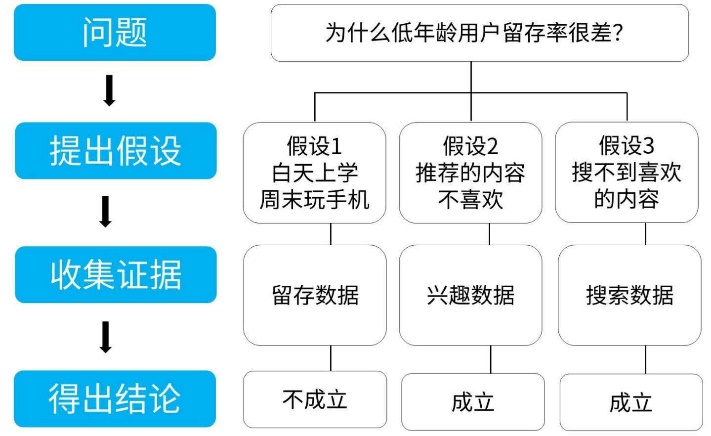 问题
为什么低年龄用户留存率很差？
提出假设
假设1
白天上学
周末玩手机
假设2
推荐的内容
不喜欢
假设3
搜不到喜欢
的内容
收集证据
留存数据
兴趣数据
搜索数据
得出结论
不成立
成立
成立